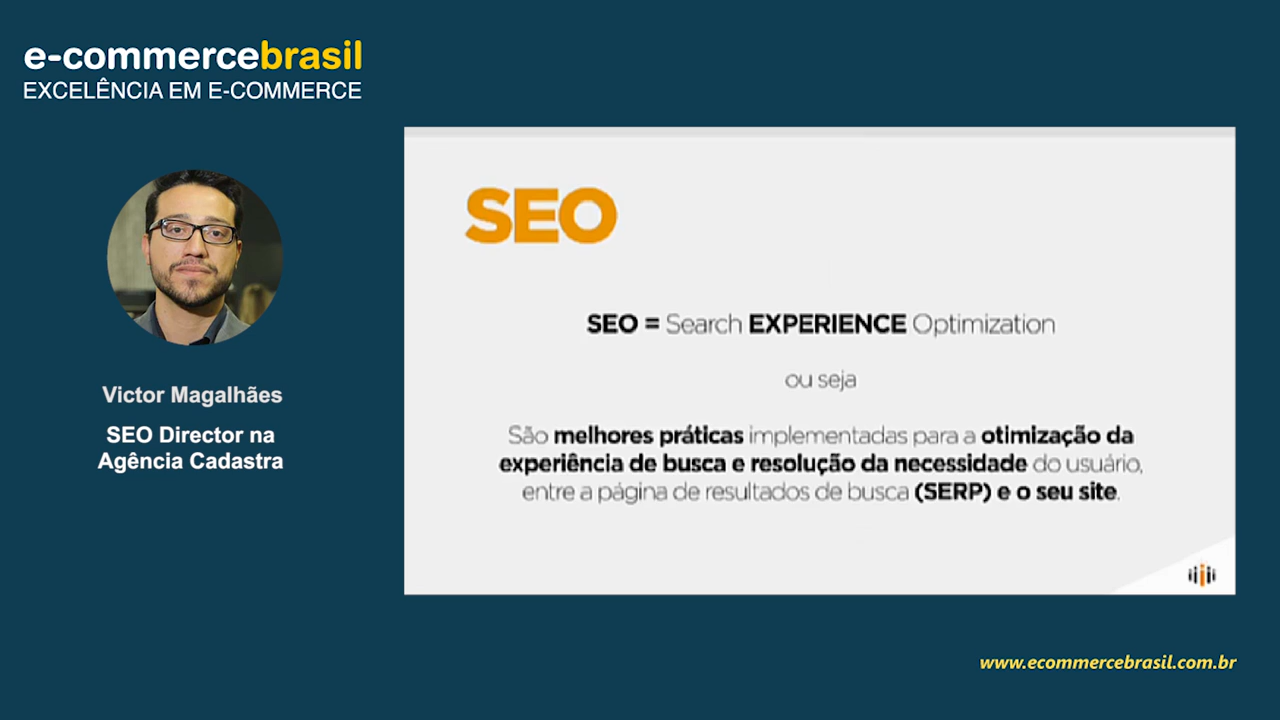 e-commercebrasil
EXCELÊNCIA EM E-COMMERCE
Victor Magalhães
SEO Director na
Agência Cadastra
SEO
SEO = Search EXPERIENCE Optimization
ou seja
São melhores práticas implementadas para a otimização da
experiência de busca e resolução da necessidade do usuário,
entre a página de resultados de busca (SERP) e o seu site.
www.ecommercebrasil.com.br